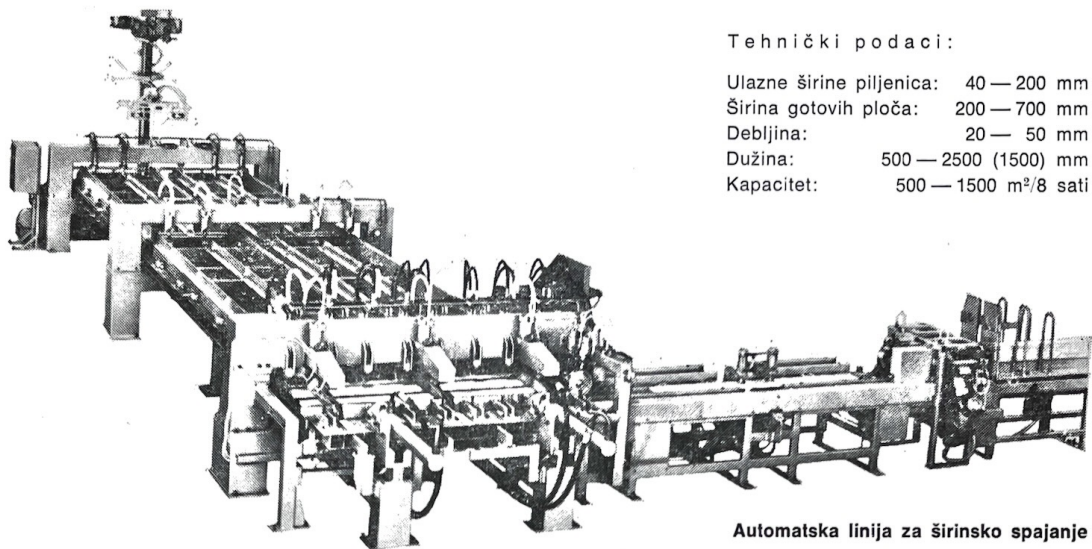 Tehnički podaci:
Ulazne širine piljenica: 40 — 200 mm
Širina gotovih ploča: 200 — 700 mm
Debljina: 20 — 50 mm
Dužina: 500 — 2500 (1500) mm
Kapacitet: 500 — 1500 m²/8 sati
Automatska linija za širinsko spajanje